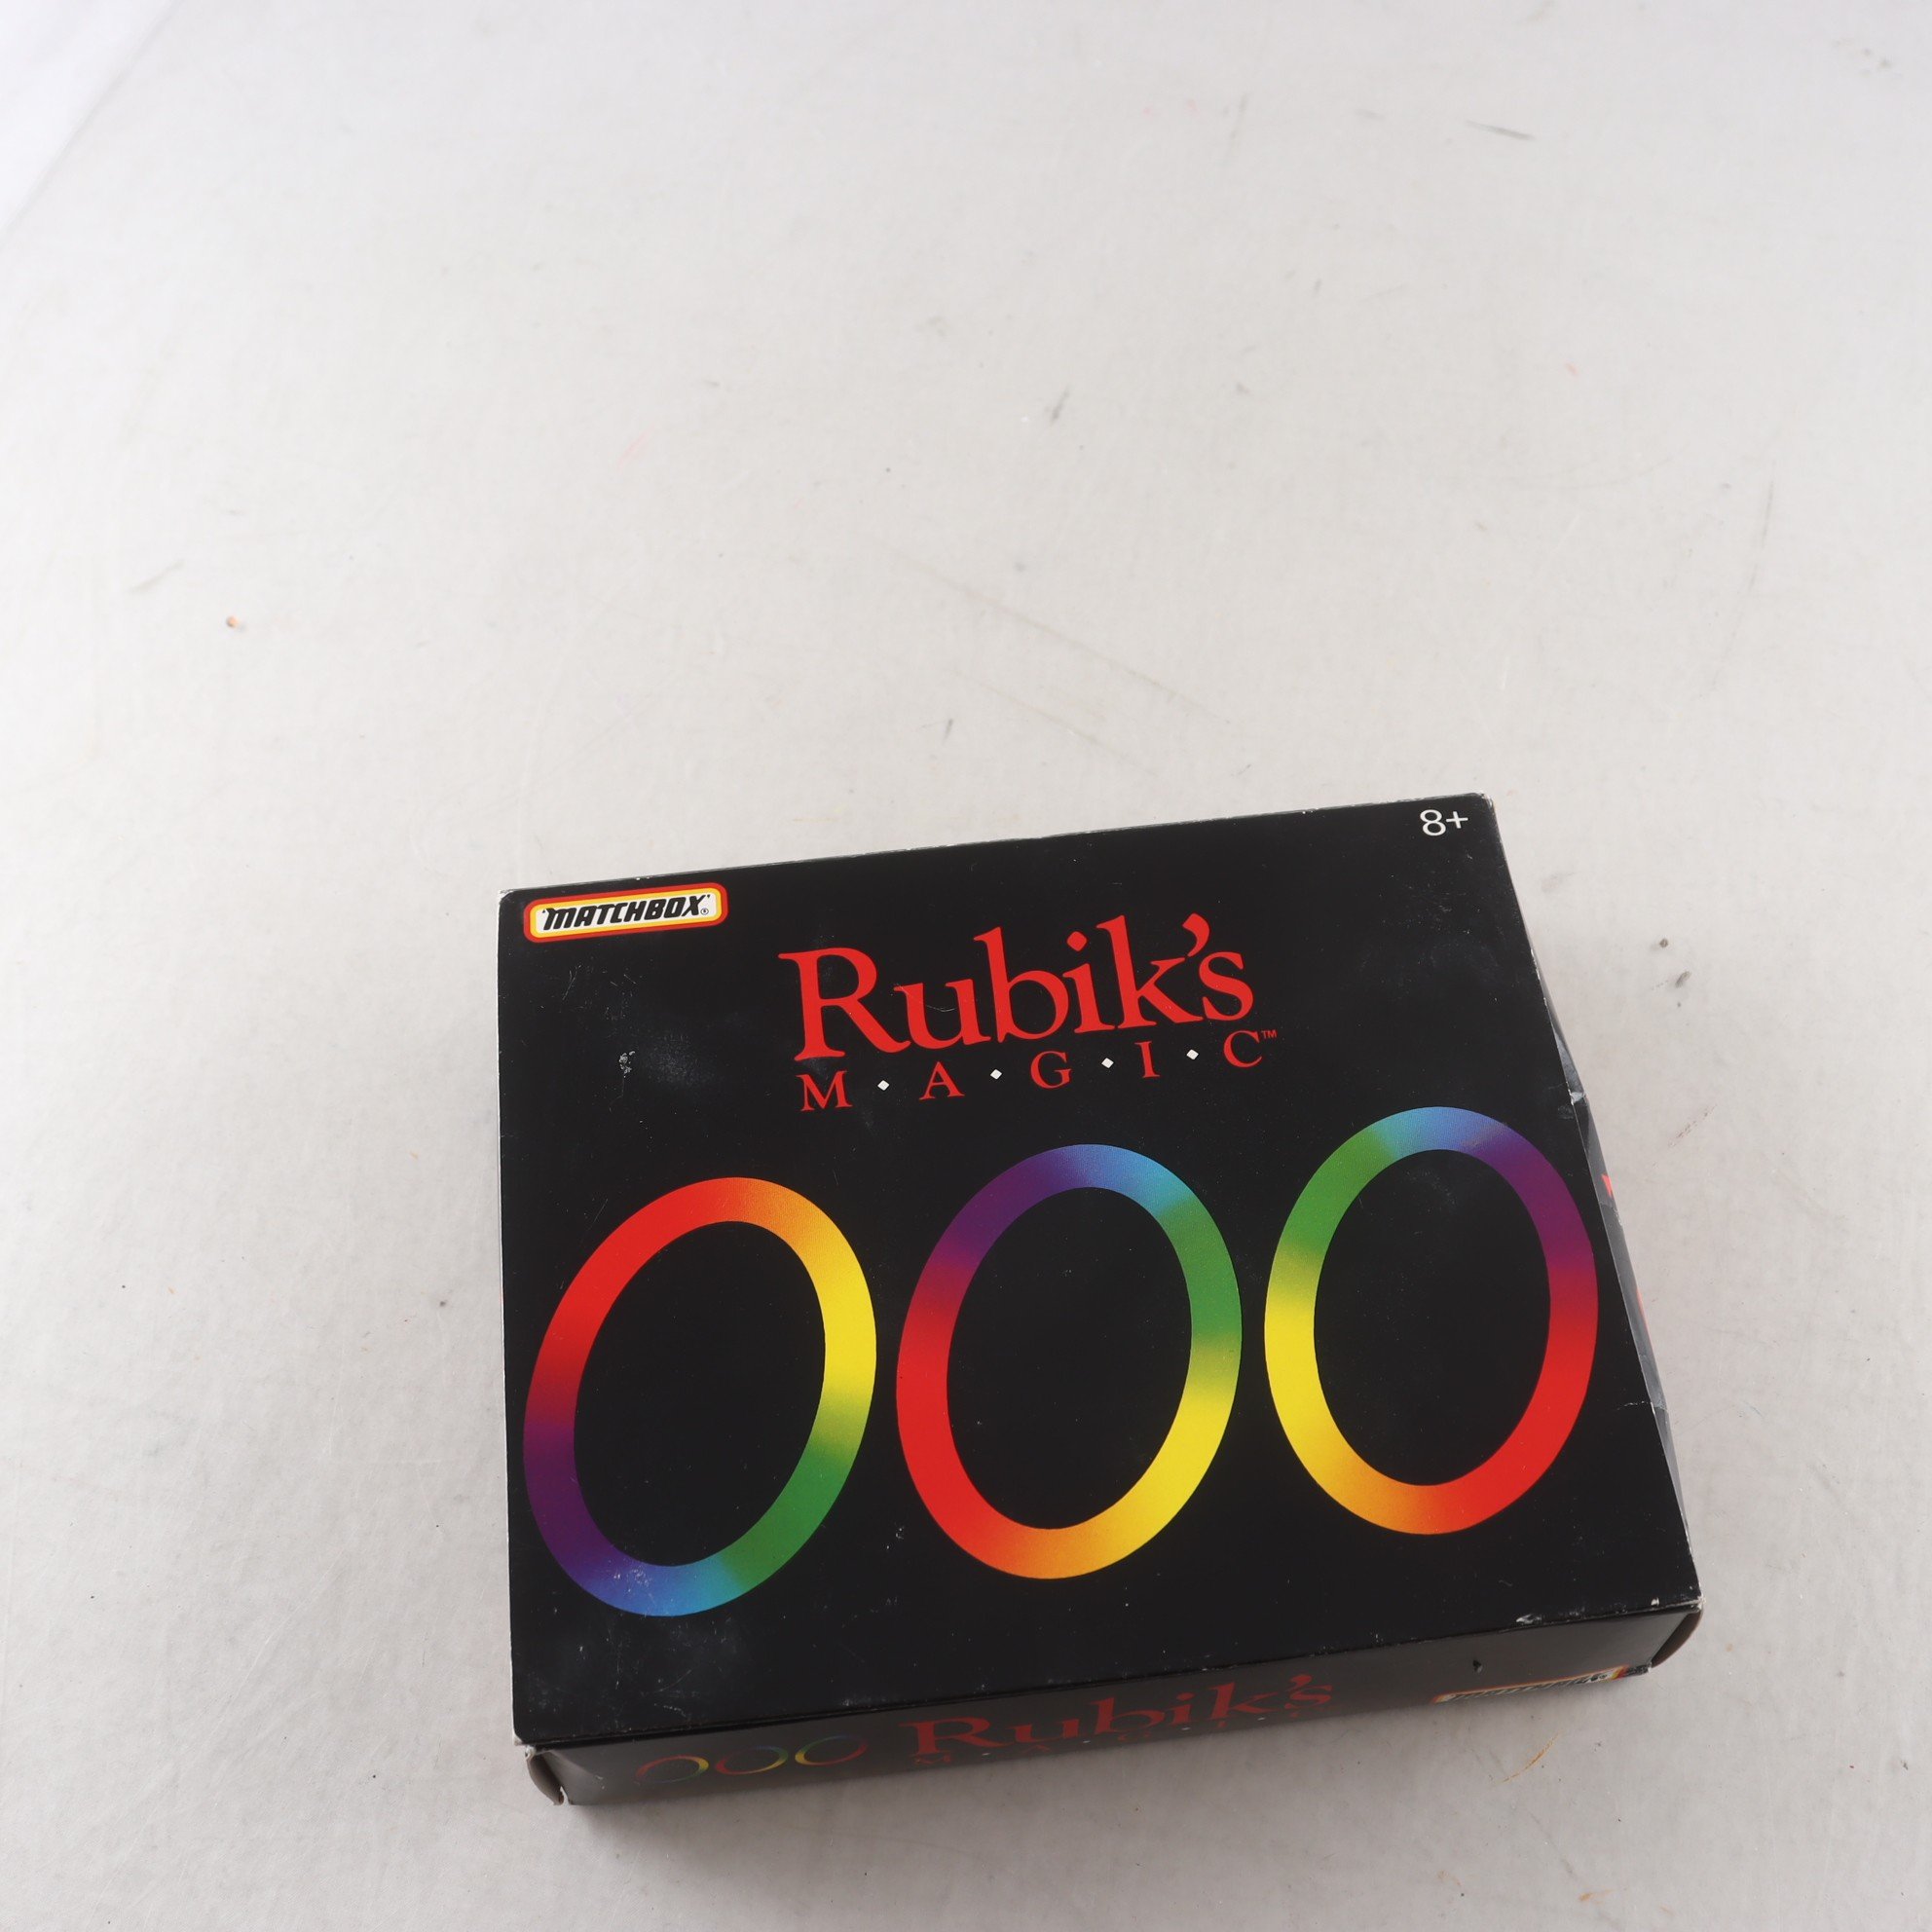 8+
'MATCHBOX'®
Rubik's
M·A·G·I·C™
Rubik's